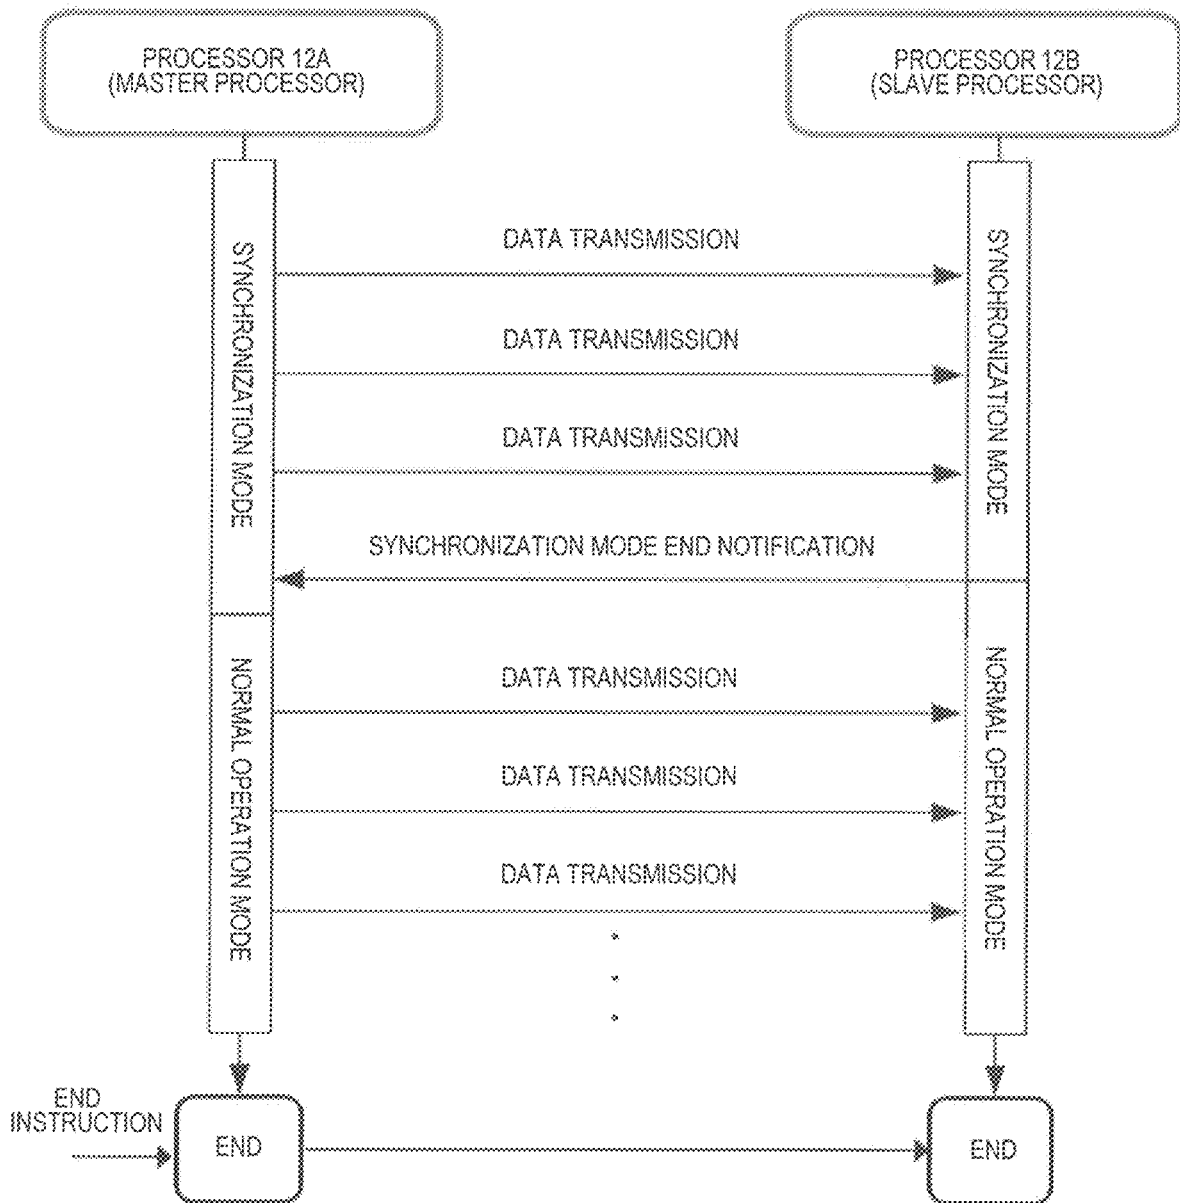 PROCESSOR 12A
(MASTER PROCESSOR)
PROCESSOR 12B
(SLAVE PROCESSOR)
SYNCHRONIZATION MODE
SYNCHRONIZATION MODE
DATA TRANSMISSION
DATA TRANSMISSION
DATA TRANSMISSION
SYNCHRONIZATION MODE END NOTIFICATION
NORMAL OPERATION MODE
NORMAL OPERATION MODE
DATA TRANSMISSION
DATA TRANSMISSION
DATA TRANSMISSION
END
INSTRUCTION
END
END